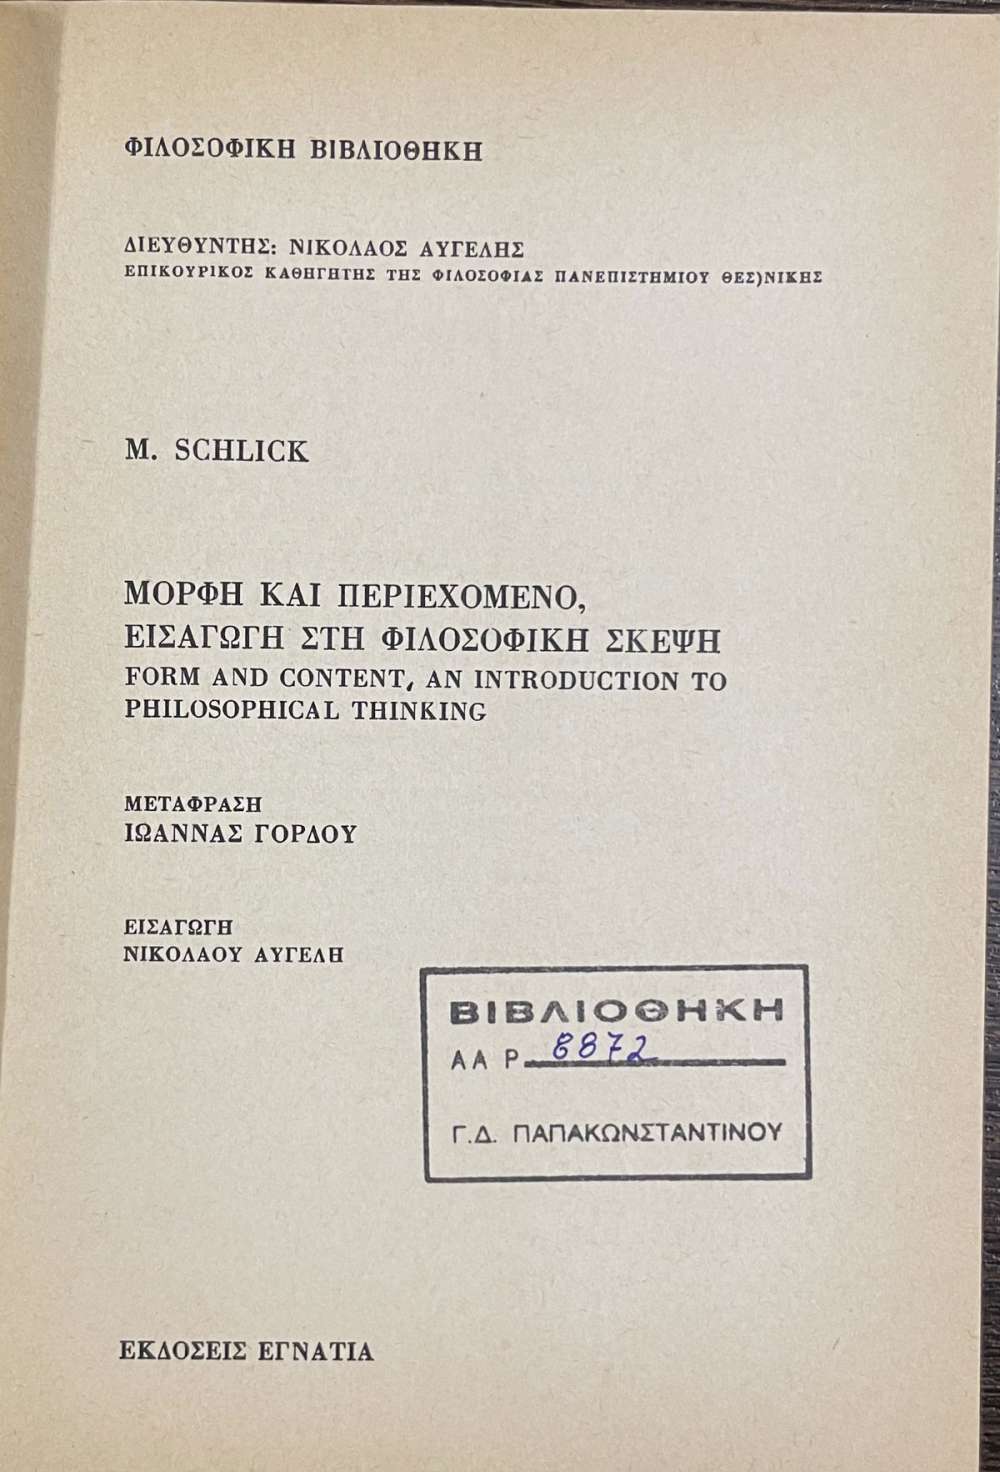 ΦΙΛΟΣΟΦΙΚΗ ΒΙΒΛΙΟΘΗΚΗ
ΔΙΕΥΘΥΝΤΗΣ: ΝΙΚΟΛΑΟΣ ΑΥΓΕΛΗΣ
ΕΠΙΚΟΥΡΙΚΟΣ ΚΑΘΗΓΗΤΗΣ ΤΗΣ ΦΙΛΟΣΟΦΙΑΣ ΠΑΝΕΠΙΣΤΗΜΙΟΥ ΘΕΣ)ΝΙΚΗΣ
M. SCHLICK
ΜΟΡΦΗ ΚΑΙ ΠΕΡΙΕΧΟΜΕΝΟ,
ΕΙΣΑΓΩΓΗ ΣΤΗ ΦΙΛΟΣΟΦΙΚΗ ΣΚΕΨΗ
FORM AND CONTENT, AN INTRODUCTION TO
PHILOSOPHICAL THINKING
ΜΕΤΑΦΡΑΣΗ
ΙΩΑΝΝΑΣ ΓΟΡΔΟΥ
ΕΙΣΑΓΩΓΗ
ΝΙΚΟΛΑΟΥ ΑΥΓΕΛΗ
ΒΙΒΛΙΟΘΗΚΗ
ΑΑ Ρ 8872
Γ.Δ. ΠΑΠΑΚΩΝΣΤΑΝΤΙΝΟΥ
ΕΚΔΟΣΕΙΣ ΕΓΝΑΤΙΑ